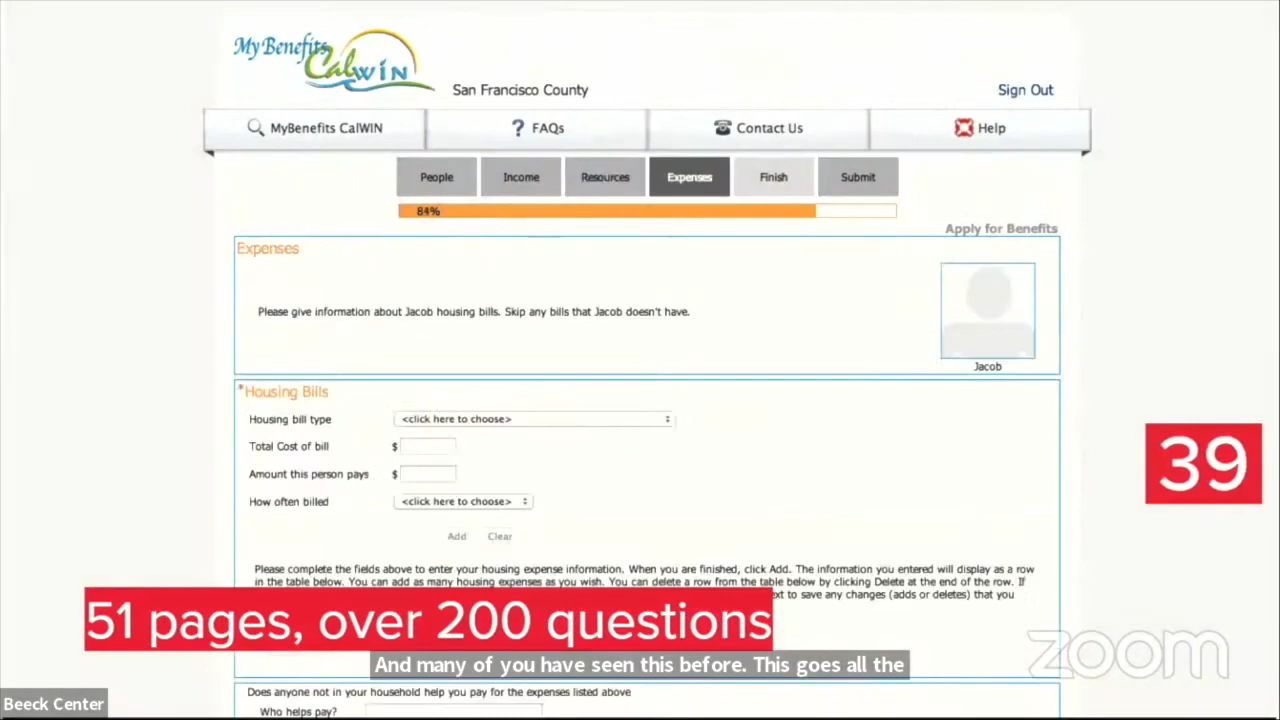 My Benefits CalWIN
San Francisco County
Sign Out
MyBenefits CalWIN
? FAQs
Contact Us
Help
People
Income
Resources
Expenses
Finish
Submit
84%
Apply for Benefits
Expenses
Please give information about Jacob housing bills. Skip any bills that Jacob doesn't have.
Jacob
*Housing Bills
Housing bill type
<click here to choose>
Total Cost of bill
$
Amount this person pays
$
How often billed
<click here to choose>
Add
Clear
39
Please complete the fields above to enter your housing expense information. When you are finished, click Add. The information you entered will display as a row
in the table below. You can add as many housing expenses as you wish. You can delete a row from the table below by clicking Delete at the end of the row. If
to save any changes (adds or deletes) that you
51 pages, over 200 questions
And many of you have seen this before. This goes all the
zoom
Does anyone not in your household help you pay for the expenses listed above
Beeck Center
Who helps pay?